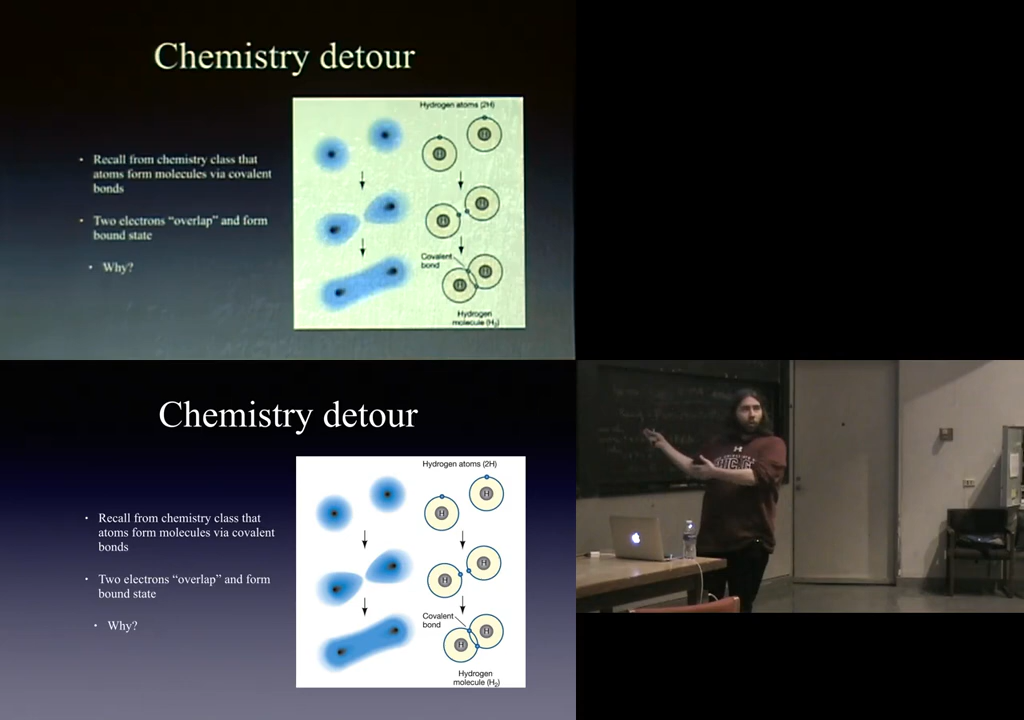 Chemistry detour
• Recall from chemistry class that
atoms form molecules via covalent
bonds
• Two electrons “overlap” and form
bound state
• Why?
Hydrogen atoms (2H)
H
H
H
H
Covalent
bond
H
H
Hydrogen
molecule (H₂)
Chemistry detour
• Recall from chemistry class that
atoms form molecules via covalent
bonds
• Two electrons “overlap” and form
bound state
• Why?
Hydrogen atoms (2H)
H
H
H
H
Covalent
bond
H
H
Hydrogen
molecule (H₂)